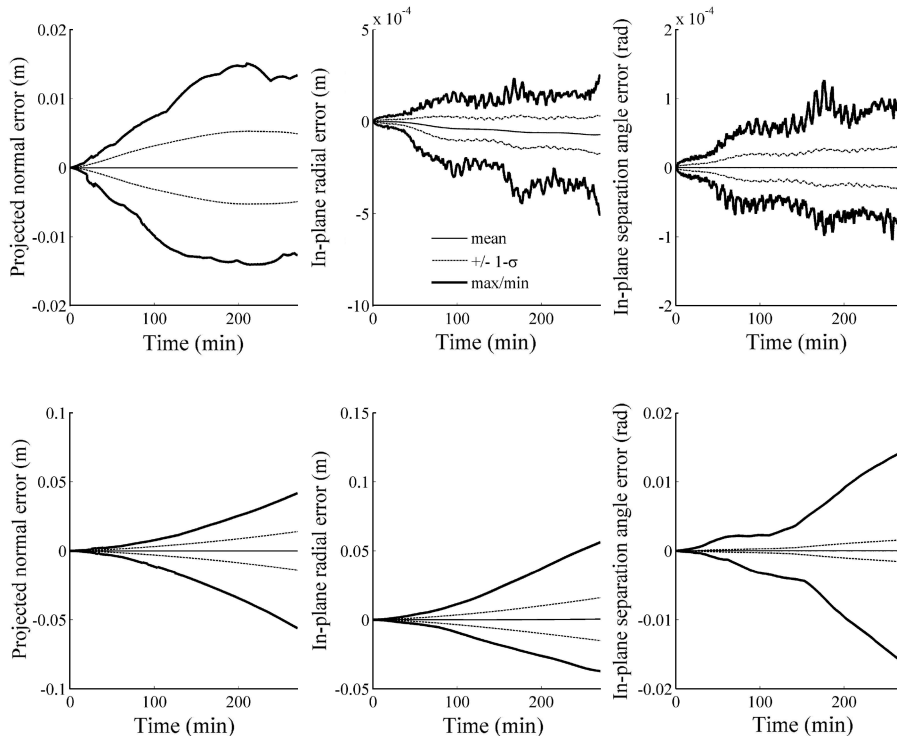 Projected normal error (m)
0.02
0.01
0
-0.01
-0.02
0
100
200
Time (min)
In-plane radial error (m)
x 10-4
5
0
-5
-10
mean
+/- 1-σ
max/min
0
100
200
Time (min)
In-plane separation angle error (rad)
x 10-4
2
1
0
-1
-2
0
100
200
Time (min)
Projected normal error (m)
0.1
0.05
0
-0.05
-0.1
0
100
200
Time (min)
In-plane radial error (m)
0.15
0.1
0.05
0
-0.05
0
100
200
Time (min)
In-plane separation angle error (rad)
0.02
0.01
0
-0.01
-0.02
0
100
200
Time (min)